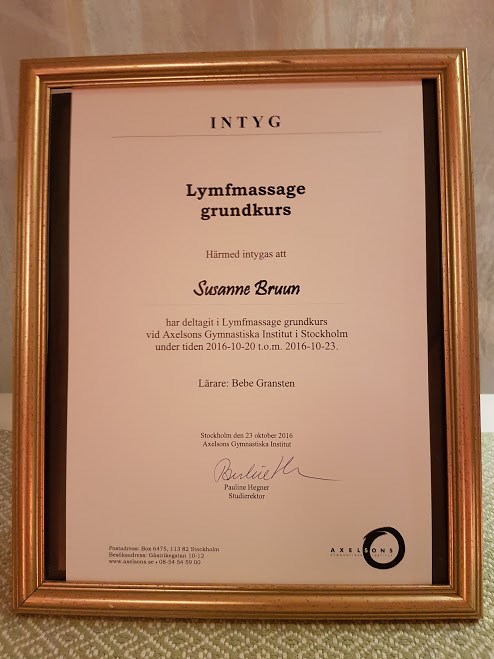 INTYG
Lymfmassage
grundkurs
Härmed intygas att
Susanne Bruun
har deltagit i Lymfmassage grundkurs
vid Axelsons Gymnastiska Institut i Stockholm
under tiden 2016-10-20 t.o.m. 2016-10-23.
Lärare: Bebe Gransten
Stockholm den 23 oktober 2016
Axelsons Gymnastiska Institut
Pauline Hegner
Studierektor
Postadress: Box 6475, 113 82 Stockholm
Besöksadress: Gästrikegatan 10-12
www.axelsons.se • 08-54 54 59 00
AXELSONS
GYMNASTISKA INSTITUT